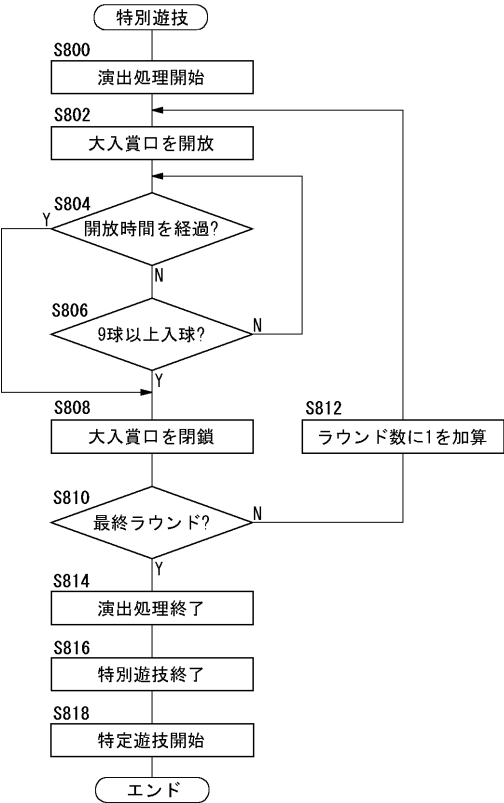 特別遊技
S800
演出処理開始
S802
大入賞口を開放
S804
Y
開放時間を経過?
N
S806
9球以上入球?
N
Y
S808
大入賞口を閉鎖
S812
ラウンド数に1を加算
S810
最終ラウンド?
N
Y
S814
演出処理終了
S816
特別遊技終了
S818
特定遊技開始
エンド